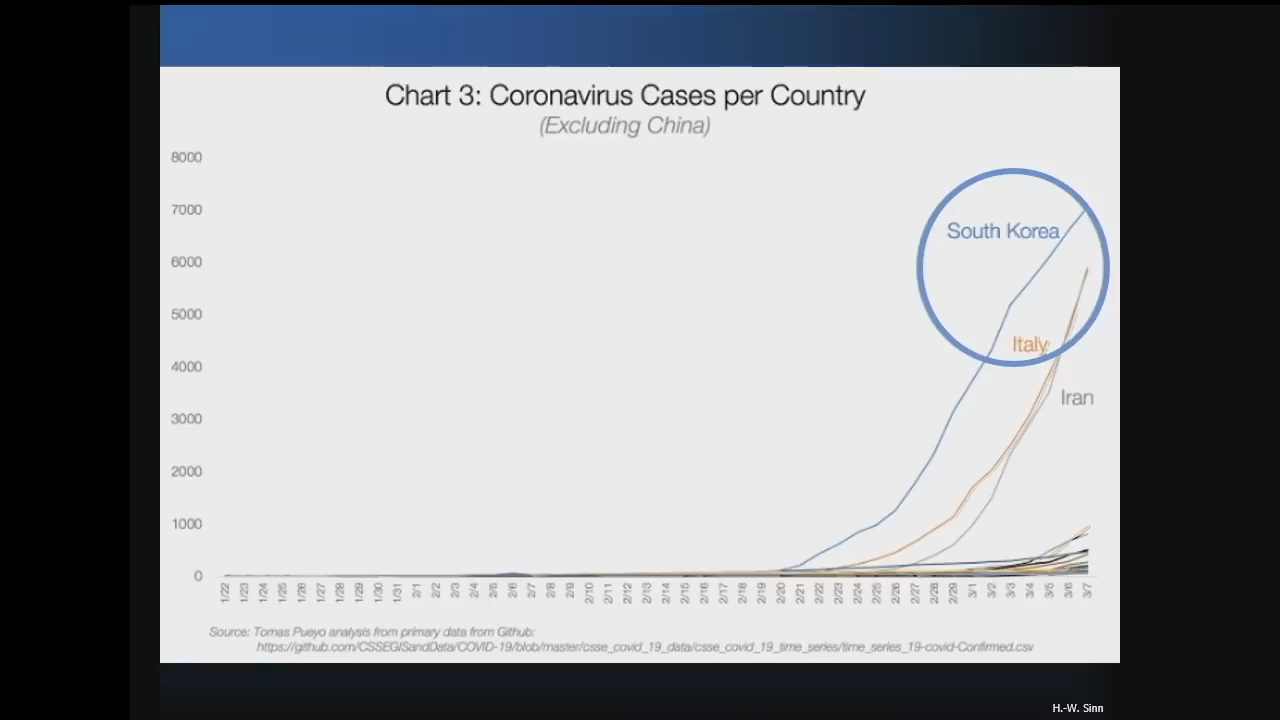 Chart 3: Coronavirus Cases per Country
(Excluding China)
8000
7000
6000
5000
4000
3000
2000
1000
0
South Korea
Italy
Iran
1/22 1/23 1/24 1/25 1/26 1/27 1/28 1/29 1/30 1/31 2/1 2/2 2/3 2/4 2/5 2/6 2/7 2/8 2/9 2/10 2/11 2/12 2/13 2/14 2/15 2/16 2/17 2/18 2/19 2/20 2/21 2/22 2/23 2/24 2/25 2/26 2/27 2/28 2/29 3/1 3/2 3/3 3/4 3/5 3/6 3/7
Source: Tomas Pueyo analysis from primary data from Github:
https://github.com/CSSEGISandData/COVID-19/blob/master/csse_covid_19_data/csse_covid_19_time_series/time_series_19-covid-Confirmed.csv
H.-W. Sinn